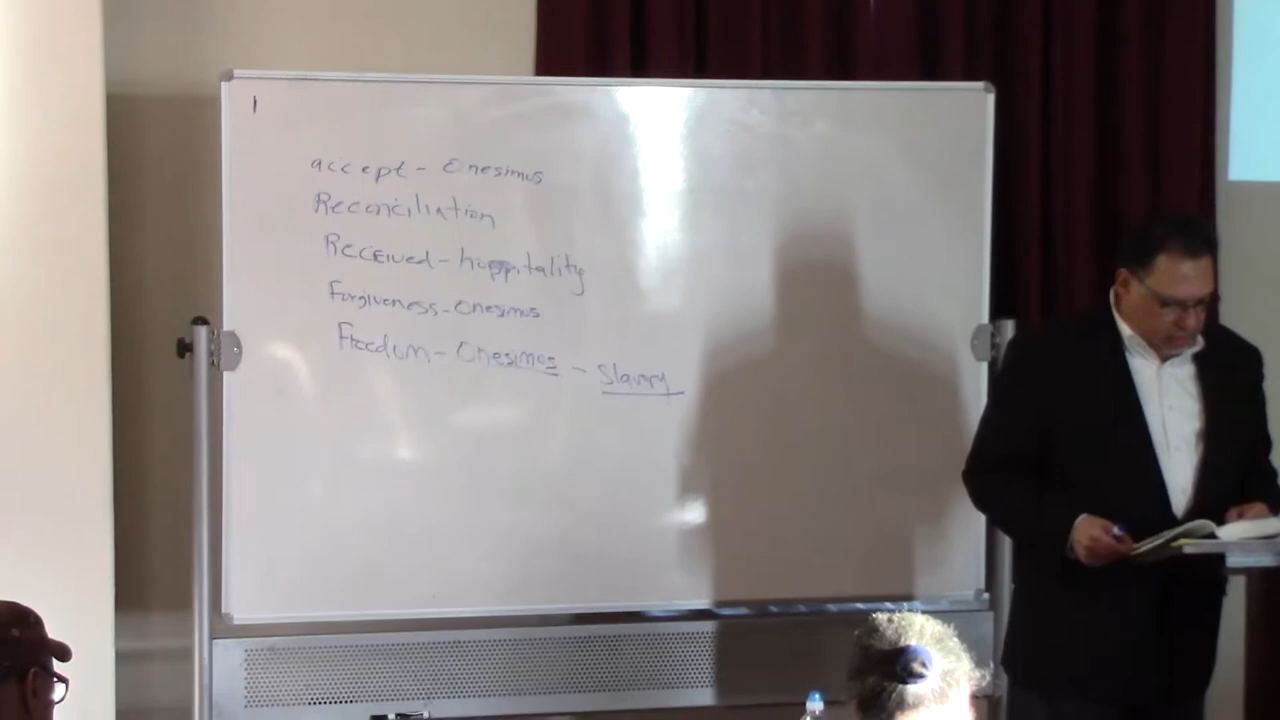 1
accept - Onesimus
Reconciliation
Received - hospitality
Forgiveness - Onesimus
Freedom - Onesimus - Slavery